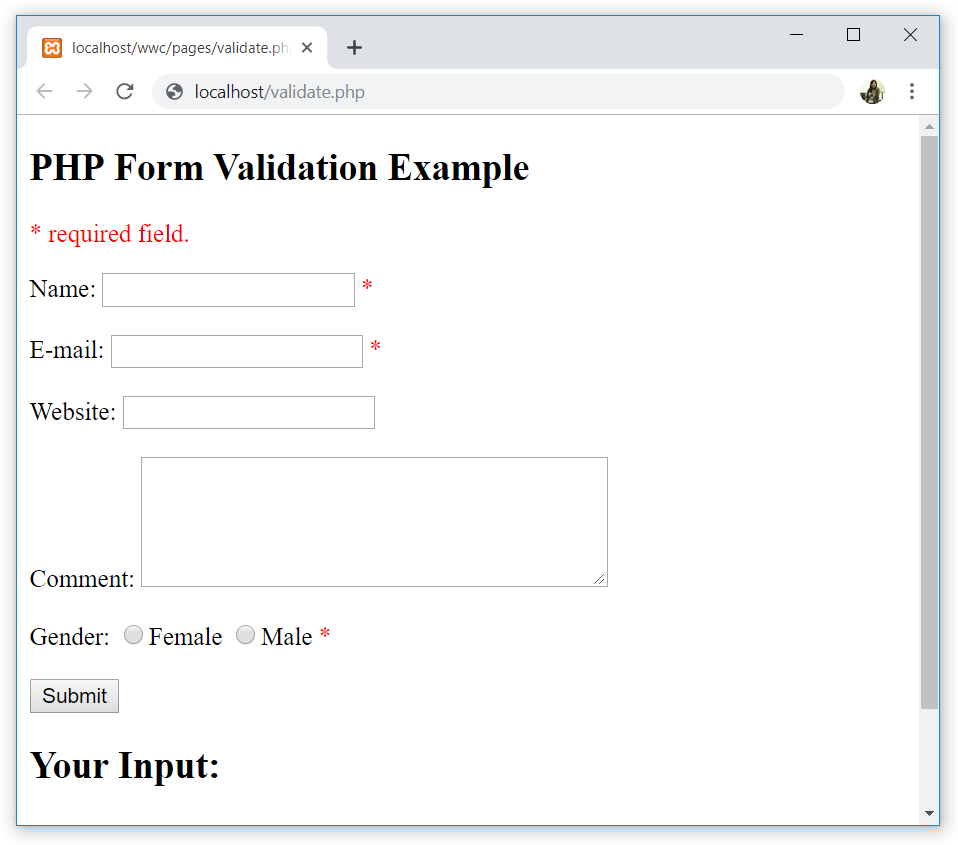 localhost/wwc/pages/validate.ph
localhost/validate.php
PHP Form Validation Example
* required field.
Name: *
E-mail: *
Website:
Comment:
Gender: Female Male *
Submit
Your Input: